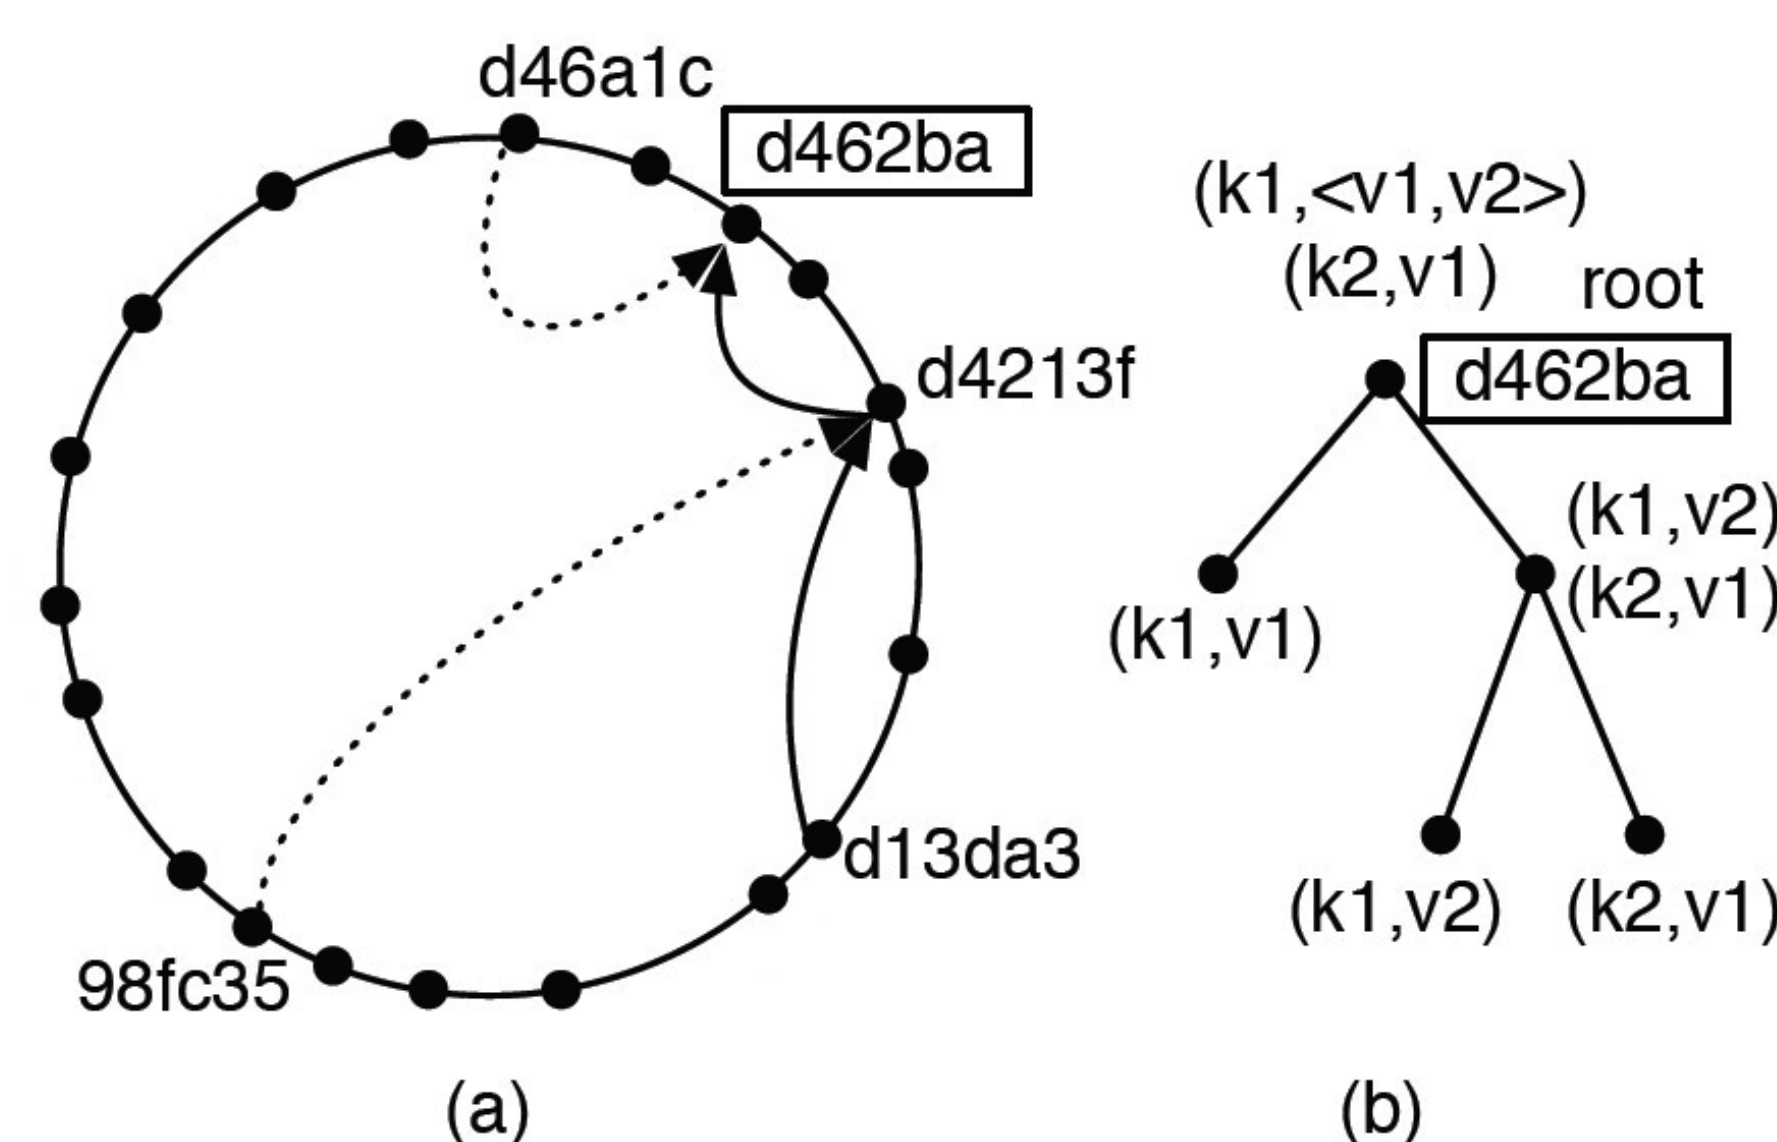 d46a1c
d462ba
d4213f
d13da3
98fc35
(a)
(k1,<v1,v2>)
(k2,v1)
root
d462ba
(k1,v2)
(k2,v1)
(k1,v1)
(k1,v2)
(k2,v1)
(b)